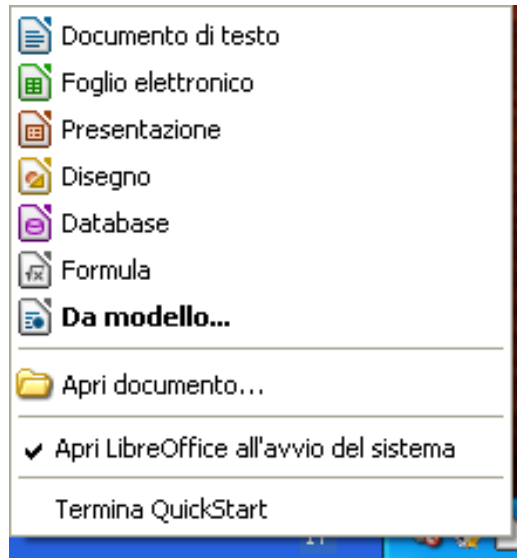 Documento di testo
Foglio elettronico
Presentazione
Disegno
Database
Formula
Da modello...
Apri documento...
Apri LibreOffice all'avvio del sistema
Termina QuickStart